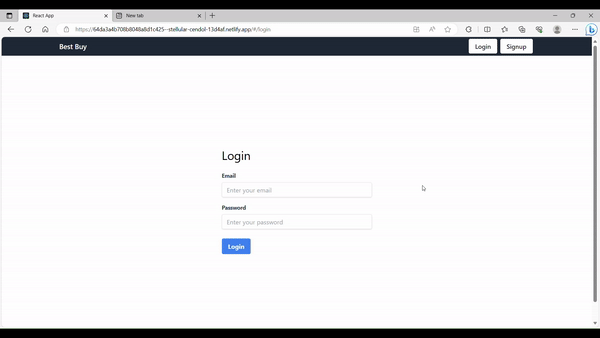 React App
New tab
https://64da3a4b708b8048a8d1c425--stellular-cendol-13d4af.netlify.app/#/login
Best Buy
Login
Signup
Login
Email
Enter your email
Password
Enter your password
Login